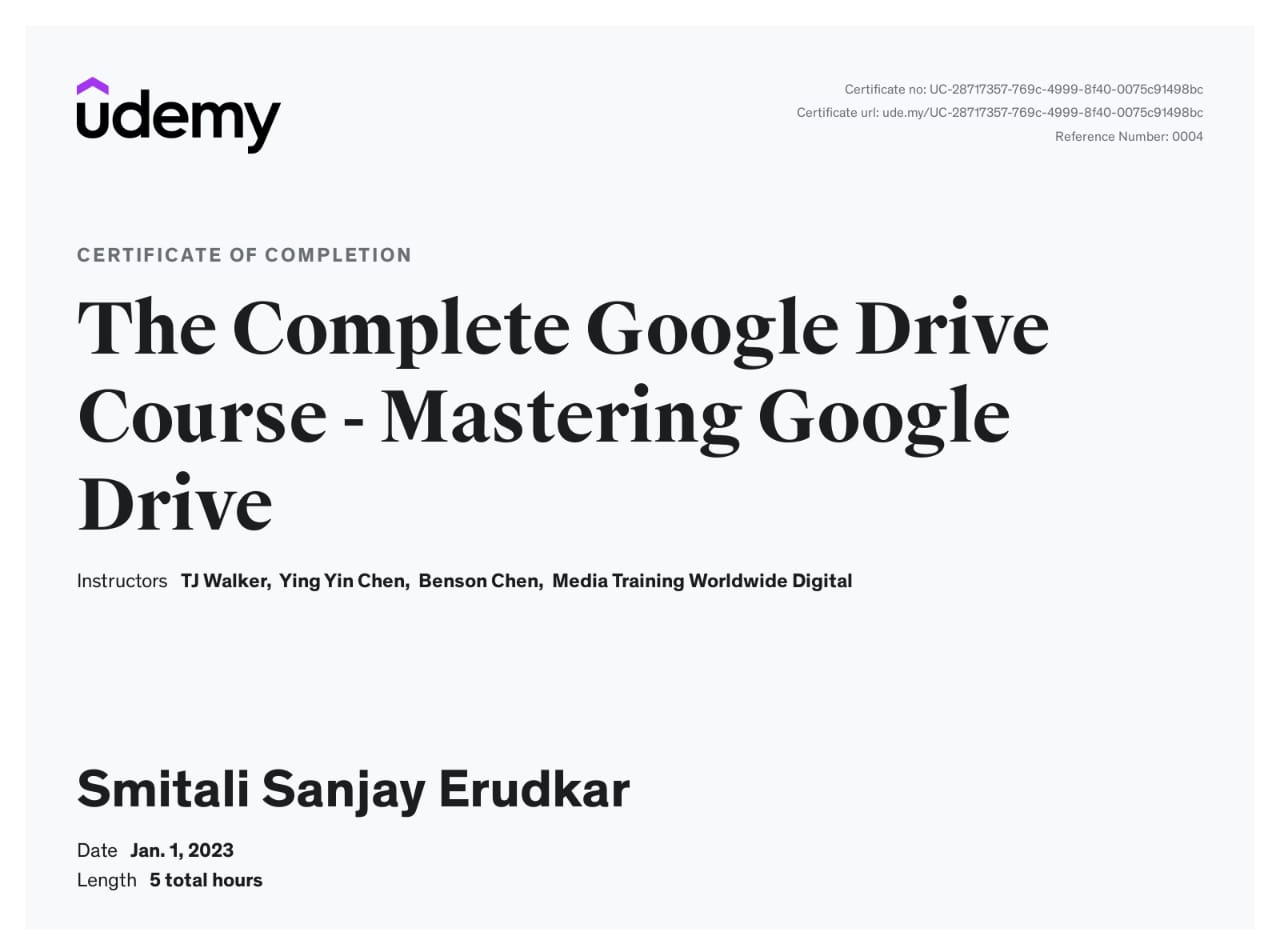 udemy
Certificate no: UC-28717357-769c-4999-8f40-0075c91498bc
Certificate url: ude.my/UC-28717357-769c-4999-8f40-0075c91498bc
Reference Number: 0004
CERTIFICATE OF COMPLETION
The Complete Google Drive
Course - Mastering Google
Drive
Instructors TJ Walker, Ying Yin Chen, Benson Chen, Media Training Worldwide Digital
Smitali Sanjay Erudkar
Date Jan. 1, 2023
Length 5 total hours